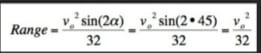 Range = v₀² sin(2α) / 32 = v₀² sin(2•45) / 32 = v₀² / 32